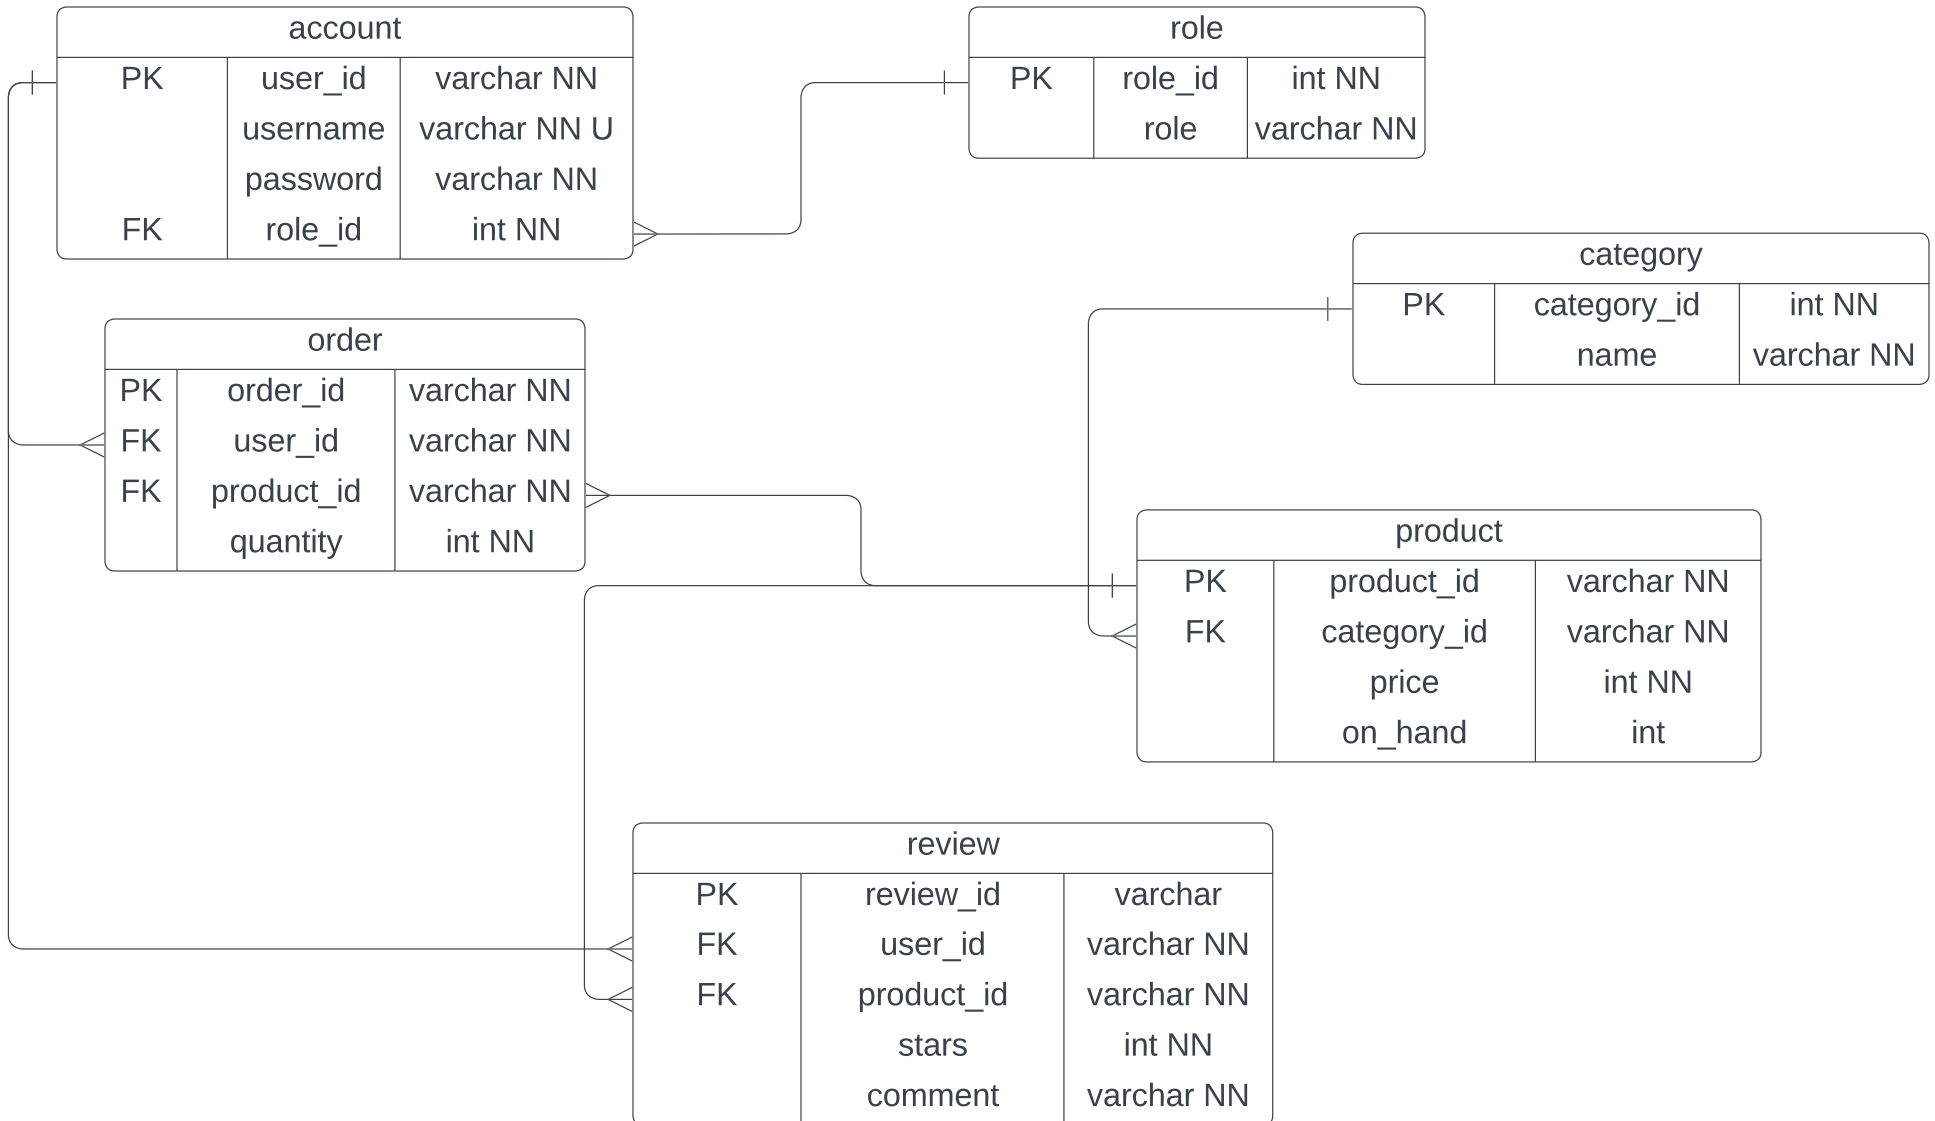 account
PK user_id varchar NN
username varchar NN U
password varchar NN
FK role_id int NN
role
PK role_id int NN
role varchar NN
category
PK category_id int NN
name varchar NN
order
PK order_id varchar NN
FK user_id varchar NN
FK product_id varchar NN
quantity int NN
product
PK product_id varchar NN
FK category_id varchar NN
price int NN
on_hand int
review
PK review_id varchar
FK user_id varchar NN
FK product_id varchar NN
stars int NN
comment varchar NN